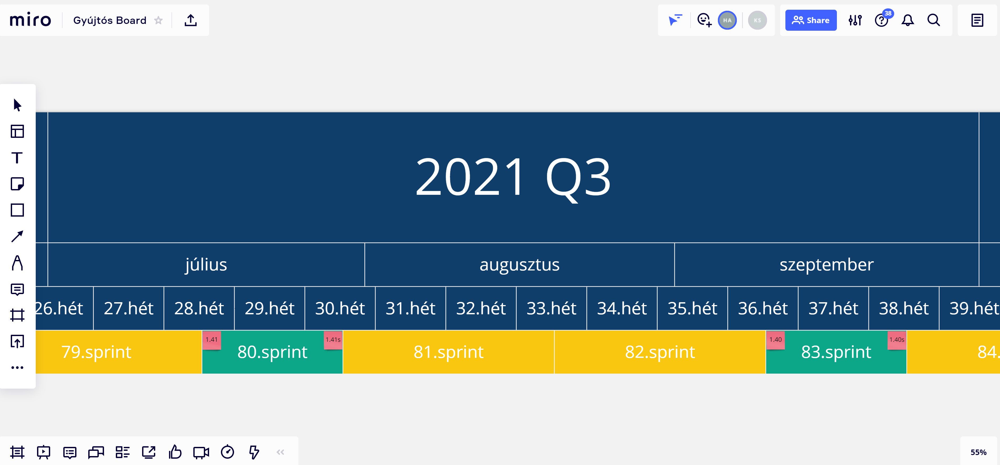 miro
Gyújtós Board
HA
KS
Share
38
2021 Q3
július
augusztus
szeptember
26.hét
27.hét
28.hét
29.hét
30.hét
31.hét
32.hét
33.hét
34.hét
35.hét
36.hét
37.hét
38.hét
39.hét
79.sprint
1.41
80.sprint
1.41s
81.sprint
82.sprint
1.40
83.sprint
1.40s
84.
55%